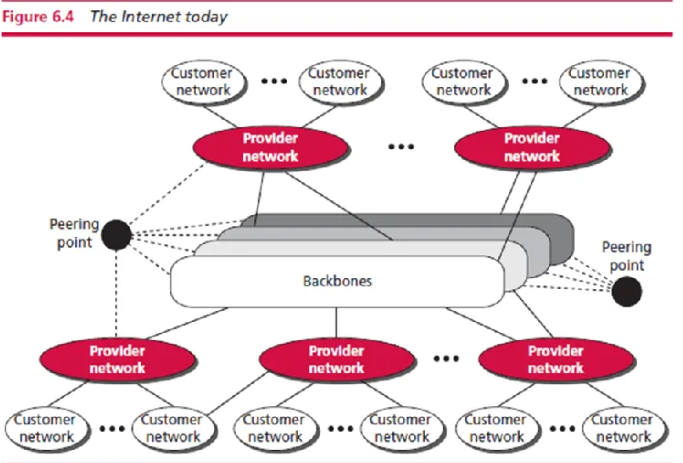 Figure 6.4 The Internet today
Customer
network
Customer
network
Customer
network
Customer
network
Provider
network
Provider
network
Peering
point
Peering
point
Backbones
Provider
network
Provider
network
Provider
network
Customer
network
Customer
network
Customer
network
Customer
network
Customer
network
Customer
network